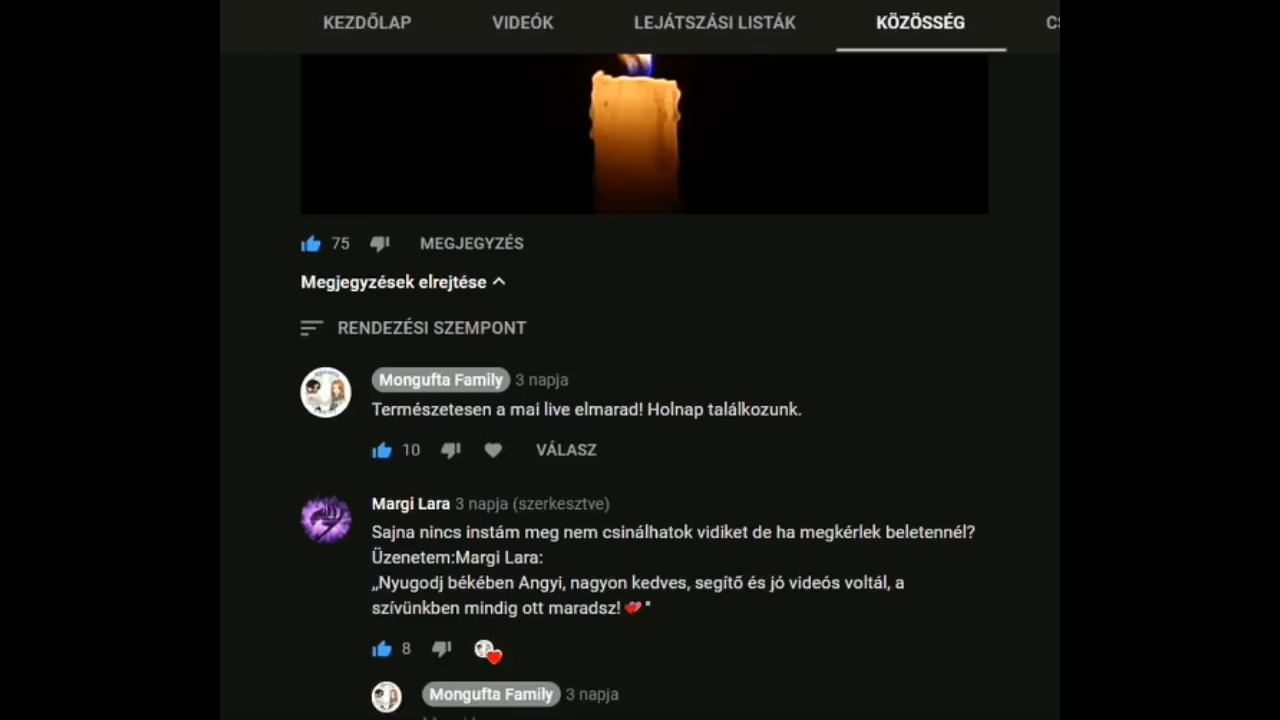 KEZDŐLAP VIDEÓK LEJÁTSZÁSI LISTÁK KÖZÖSSÉG
75 MEGJEGYZÉS
Megjegyzések elrejtése
RENDEZÉSI SZEMPONT
Mongufta Family 3 napja
Természetesen a mai live elmarad! Holnap találkozunk.
10 VÁLASZ
Margi Lara 3 napja (szerkesztve)
Sajna nincs instám meg nem csinálhatok vidiket de ha megkérlek beletennél?
Üzenetem:Margi Lara:
„Nyugodj békében Angyi, nagyon kedves, segítő és jó videós voltál, a
szívünkben mindig ott maradsz!💕"
8
Mongufta Family 3 napja